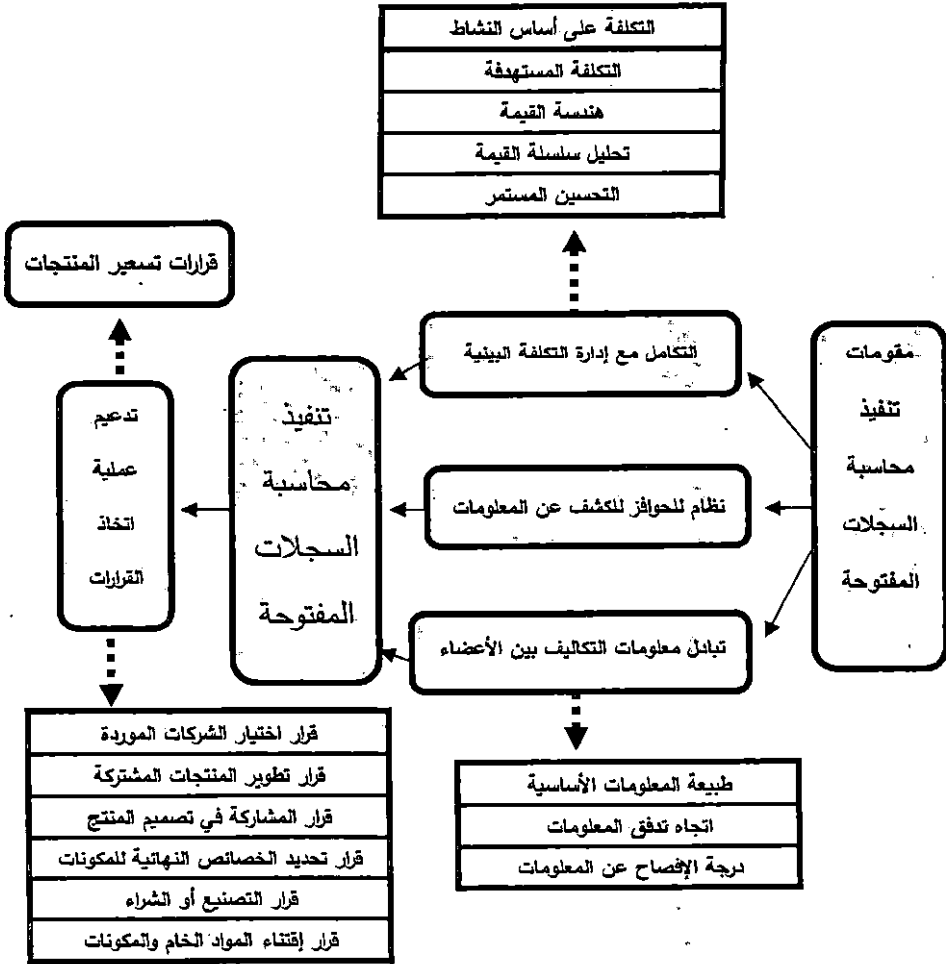 التكلفة على أساس النشاط
التكلفة المستهدفة
هندسة القيمة
تحليل سلسلة القيمة
التحسين المستمر
مقومات
تنفيذ
محاسبة
السجلات
المفتوحة
التكامل مع إدارة التكلفة البينية
نظام للحوافز للكشف عن المعلومات
تبادل معلومات التكاليف بين الأعضاء
طبيعة المعلومات الأساسية
اتجاه تدفق المعلومات
درجة الإفصاح عن المعلومات
تنفيذ
محاسبة
السجلات
المفتوحة
تدعيم
عملية
اتخاذ
القرارات
قرارات تسعير المنتجات
قرار اختيار الشركات الموردة
قرار تطوير المنتجات المشتركة
قرار المشاركة في تصميم المنتج
قرار تحديد الخصائص النهائية للمكونات
قرار التصنيع أو الشراء
قرار إقتناء المواد الخام والمكونات